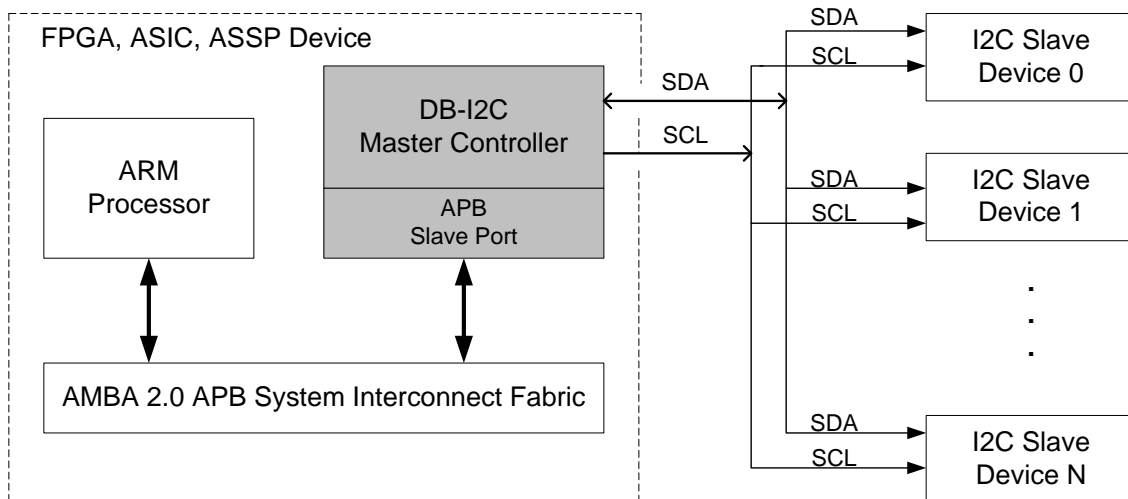 FPGA, ASIC, ASSP Device
DB-I2C
Master Controller
APB
Slave Port
ARM
Processor
AMBA 2.0 APB System Interconnect Fabric
SDA
SCL
SDA
SCL
I2C Slave
Device 0
SDA
SCL
I2C Slave
Device 1
.
.
.
SDA
SCL
I2C Slave
Device N